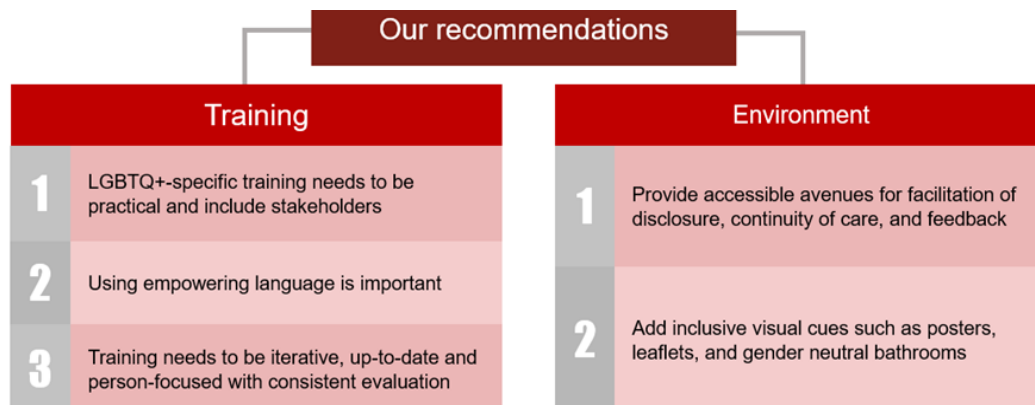 Our recommendations
Training
1
LGBTQ+-specific training needs to be
practical and include stakeholders
2
Using empowering language is important
3
Training needs to be iterative, up-to-date and
person-focused with consistent evaluation
Environment
1
Provide accessible avenues for facilitation of
disclosure, continuity of care, and feedback
2
Add inclusive visual cues such as posters,
leaflets, and gender neutral bathrooms